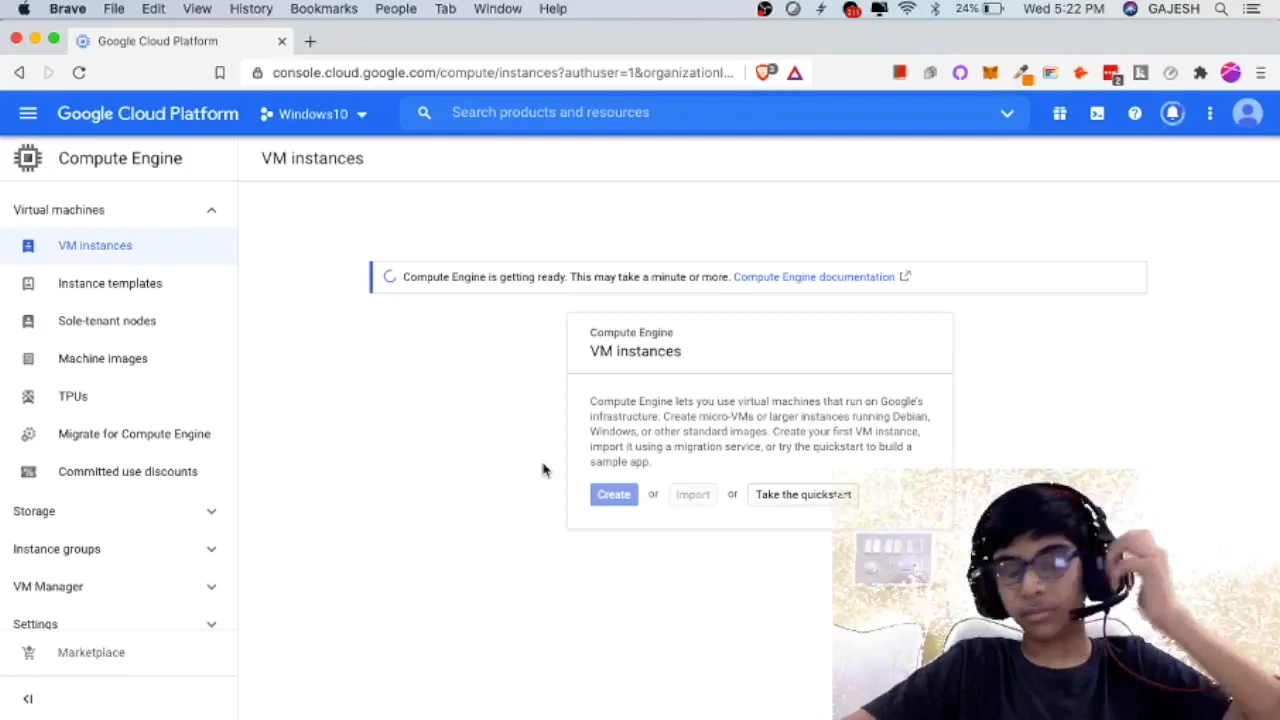 Brave File Edit View History Bookmarks People Tab Window Help 24% Wed 5:22 PM GAJESH
Google Cloud Platform
console.cloud.google.com/compute/instances?authuser=1&organizationI...
Google Cloud Platform Windows10 Search products and resources
Compute Engine
VM instances
Virtual machines
VM instances
Instance templates
Sole-tenant nodes
Machine images
TPUs
Migrate for Compute Engine
Committed use discounts
Storage
Instance groups
VM Manager
Settings
Marketplace
Compute Engine is getting ready. This may take a minute or more. Compute Engine documentation
Compute Engine
VM instances
Compute Engine lets you use virtual machines that run on Google's
infrastructure. Create micro-VMs or larger instances running Debian,
Windows, or other standard images. Create your first VM instance,
import it using a migration service, or try the quickstart to build a
sample app.
Create or Import or Take the quickstart